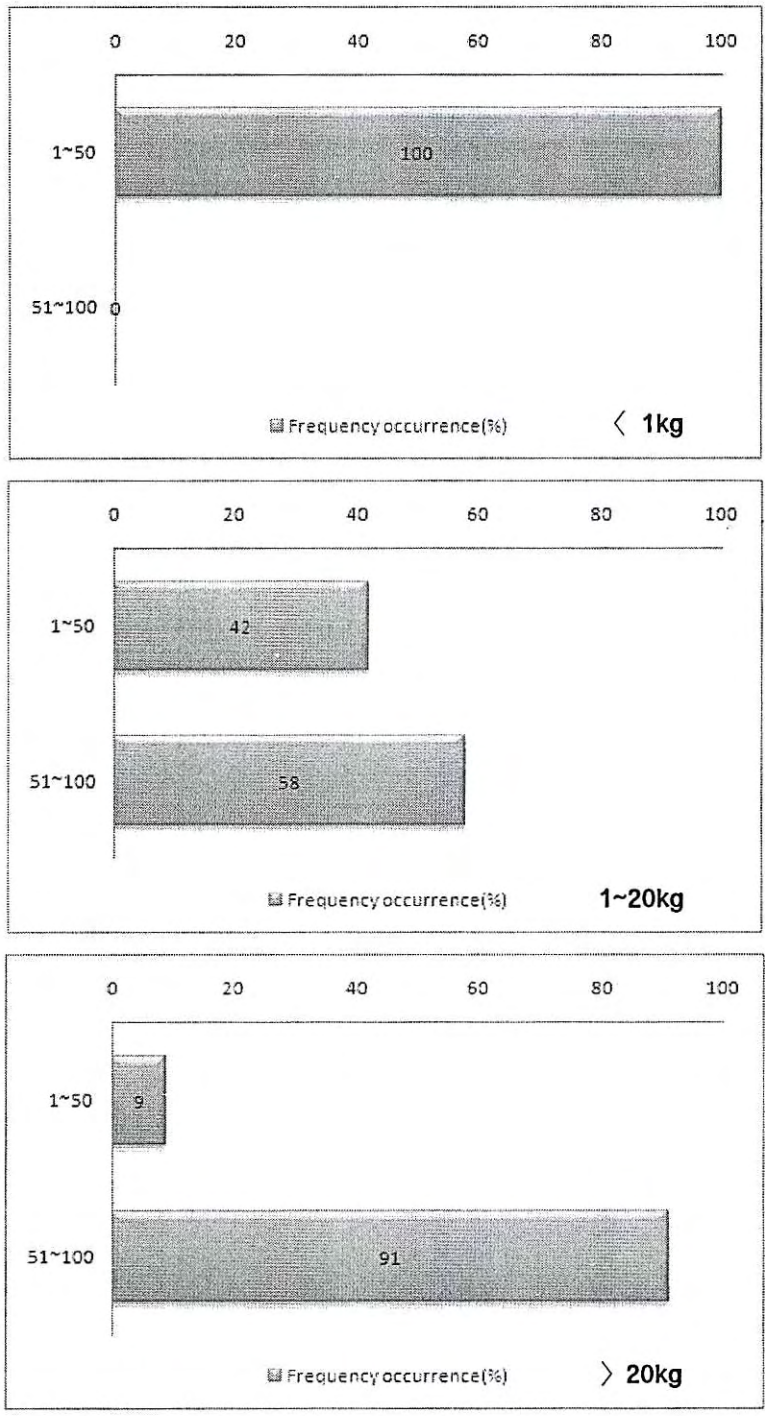 0 20 40 60 80 100
1~50 100
51~100 0
Frequency occurrence(%) < 1kg
0 20 40 60 80 100
1~50 42
51~100 58
Frequency occurrence(%) 1~20kg
0 20 40 60 80 100
1~50 9
51~100 91
Frequency occurrence(%) > 20kg